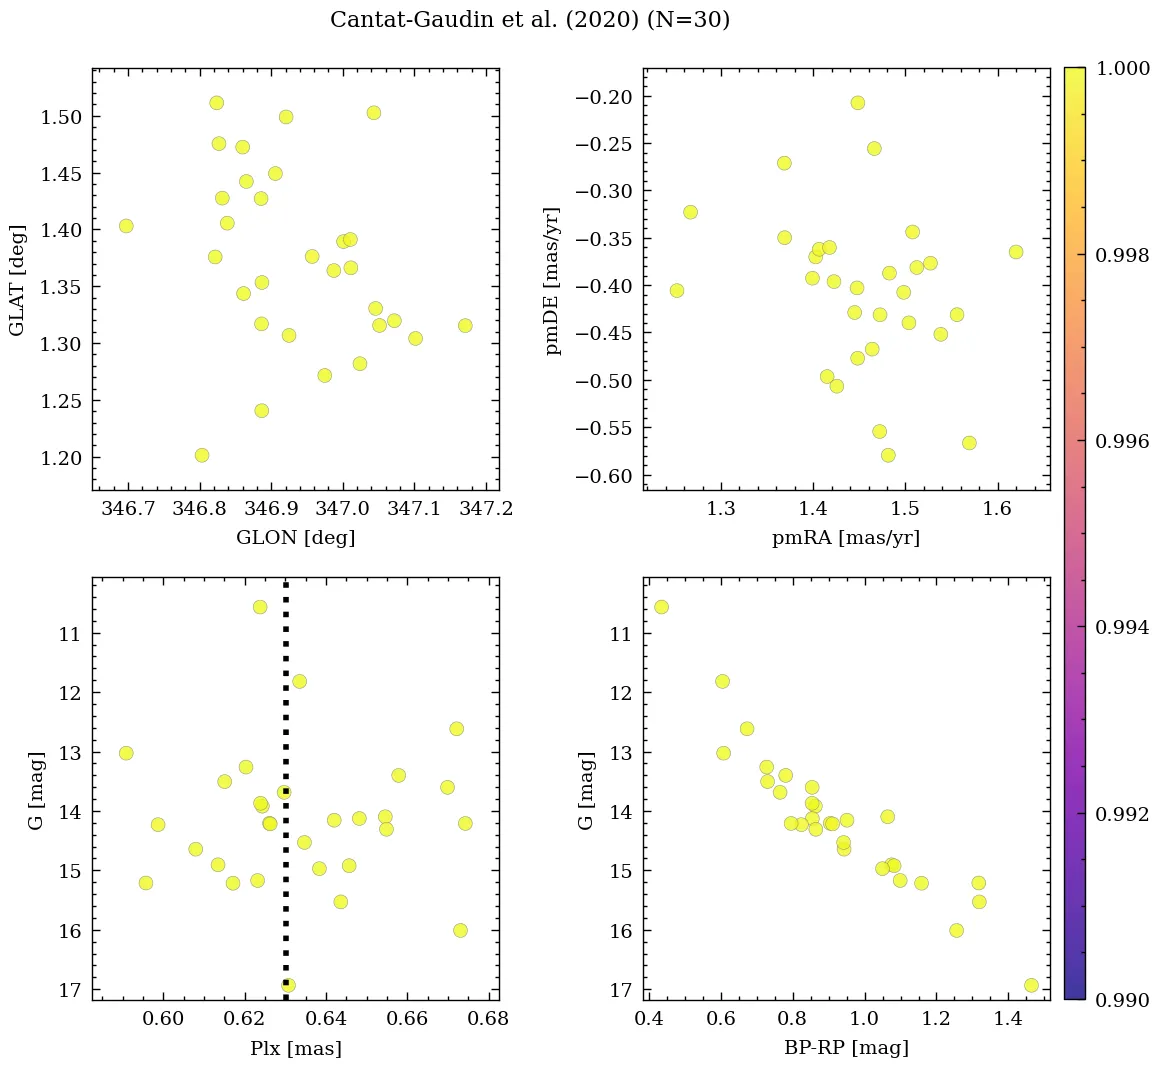 Cantat-Gaudin et al. (2020) (N=30)
1.50
1.45
1.40
1.35
1.30
1.25
1.20
GLAT [deg]
346.7 346.8 346.9 347.0 347.1 347.2
GLON [deg]
−0.20
−0.25
−0.30
−0.35
−0.40
−0.45
−0.50
−0.55
−0.60
pmDE [mas/yr]
1.3 1.4 1.5 1.6
pmRA [mas/yr]
11
12
13
14
15
16
17
G [mag]
0.60 0.62 0.64 0.66 0.68
Plx [mas]
11
12
13
14
15
16
17
G [mag]
0.4 0.6 0.8 1.0 1.2 1.4
BP-RP [mag]
1.000
0.998
0.996
0.994
0.992
0.990